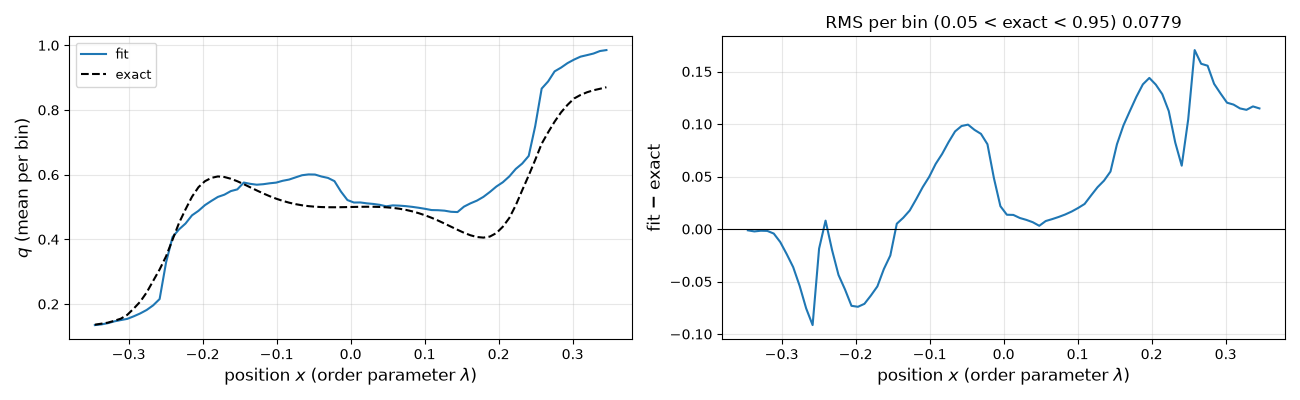 RMS per bin (0.05 < exact < 0.95) 0.0779
fit
exact
q (mean per bin)
1.0
0.8
0.6
0.4
0.2
−0.3 −0.2 −0.1 0.0 0.1 0.2 0.3
position x (order parameter λ)
fit − exact
0.15
0.10
0.05
0.00
−0.05
−0.10
−0.3 −0.2 −0.1 0.0 0.1 0.2 0.3
position x (order parameter λ)